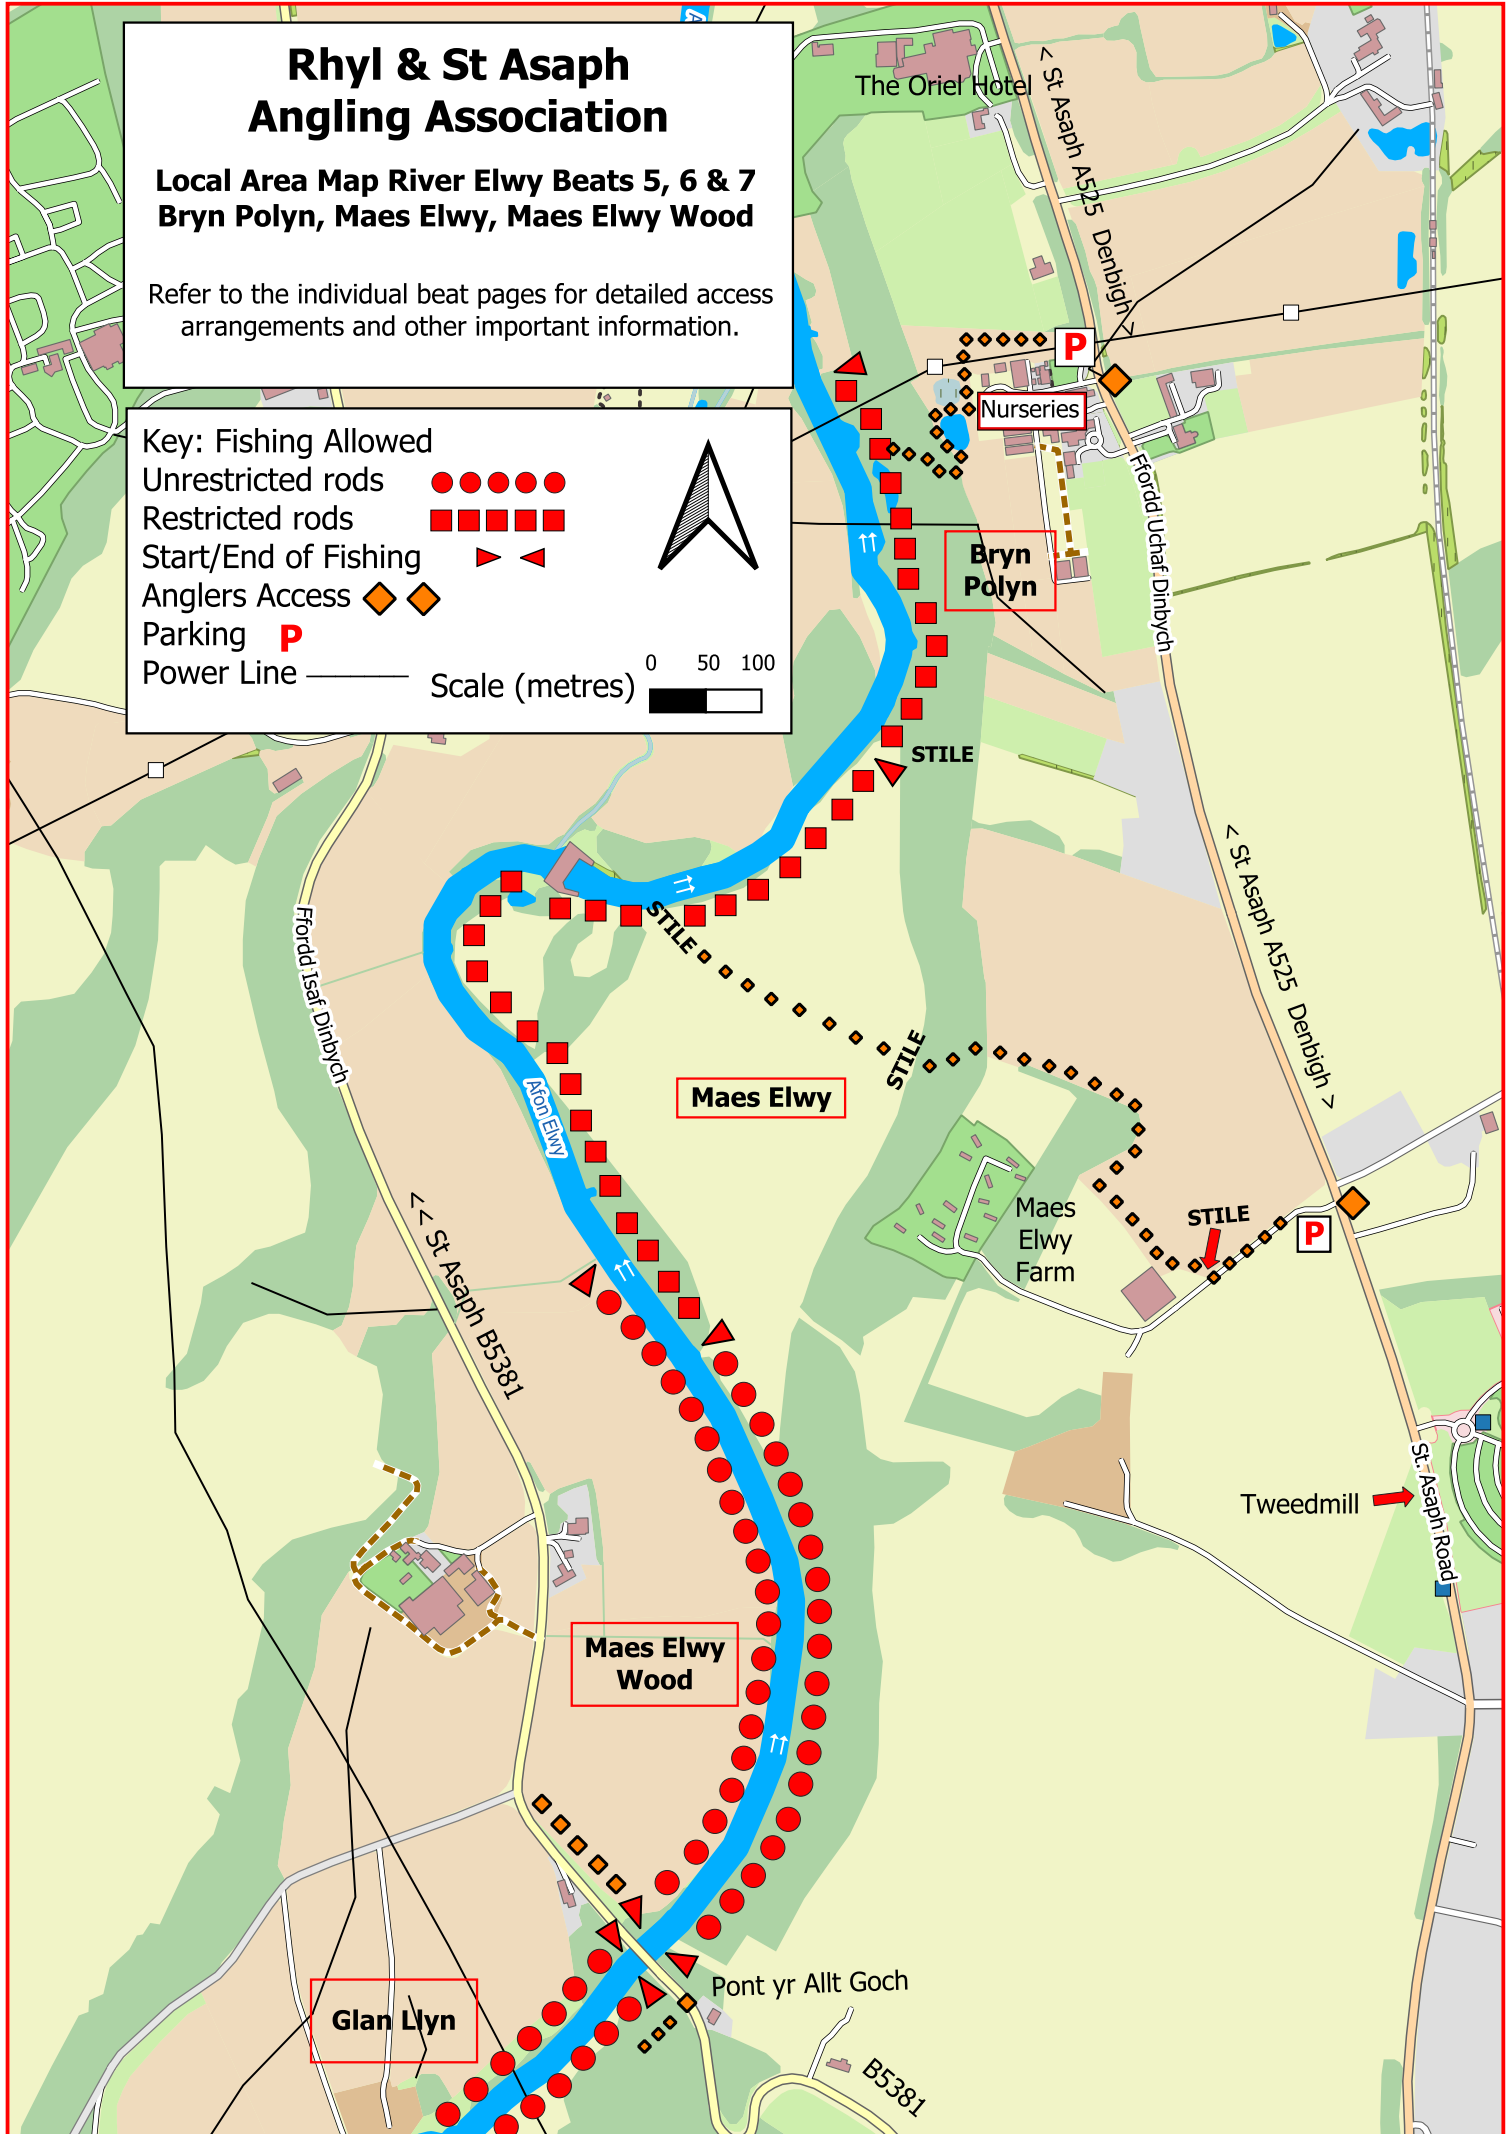 Rhyl & St Asaph
Angling Association
Local Area Map River Elwy Beats 5, 6 & 7
Bryn Polyn, Maes Elwy, Maes Elwy Wood
Refer to the individual beat pages for detailed access
arrangements and other important information.
Key: Fishing Allowed
Unrestricted rods
Restricted rods
Start/End of Fishing
Anglers Access
Parking P
Power Line
Scale (metres)
0 50 100
The Oriel Hotel
< St Asaph A525 Denbigh >
P
Nurseries
Ffordd Uchaf Dinbych
Bryn
Polyn
STILE
STILE
STILE
< St Asaph A525 Denbigh >
Ffordd Isaf Dinbych
Afon Elwy
Maes Elwy
Maes
Elwy
Farm
STILE
P
<< St Asaph B5381
Tweedmill
St. Asaph Road
Maes Elwy
Wood
Pont yr Allt Goch
Glan Llyn
B5381